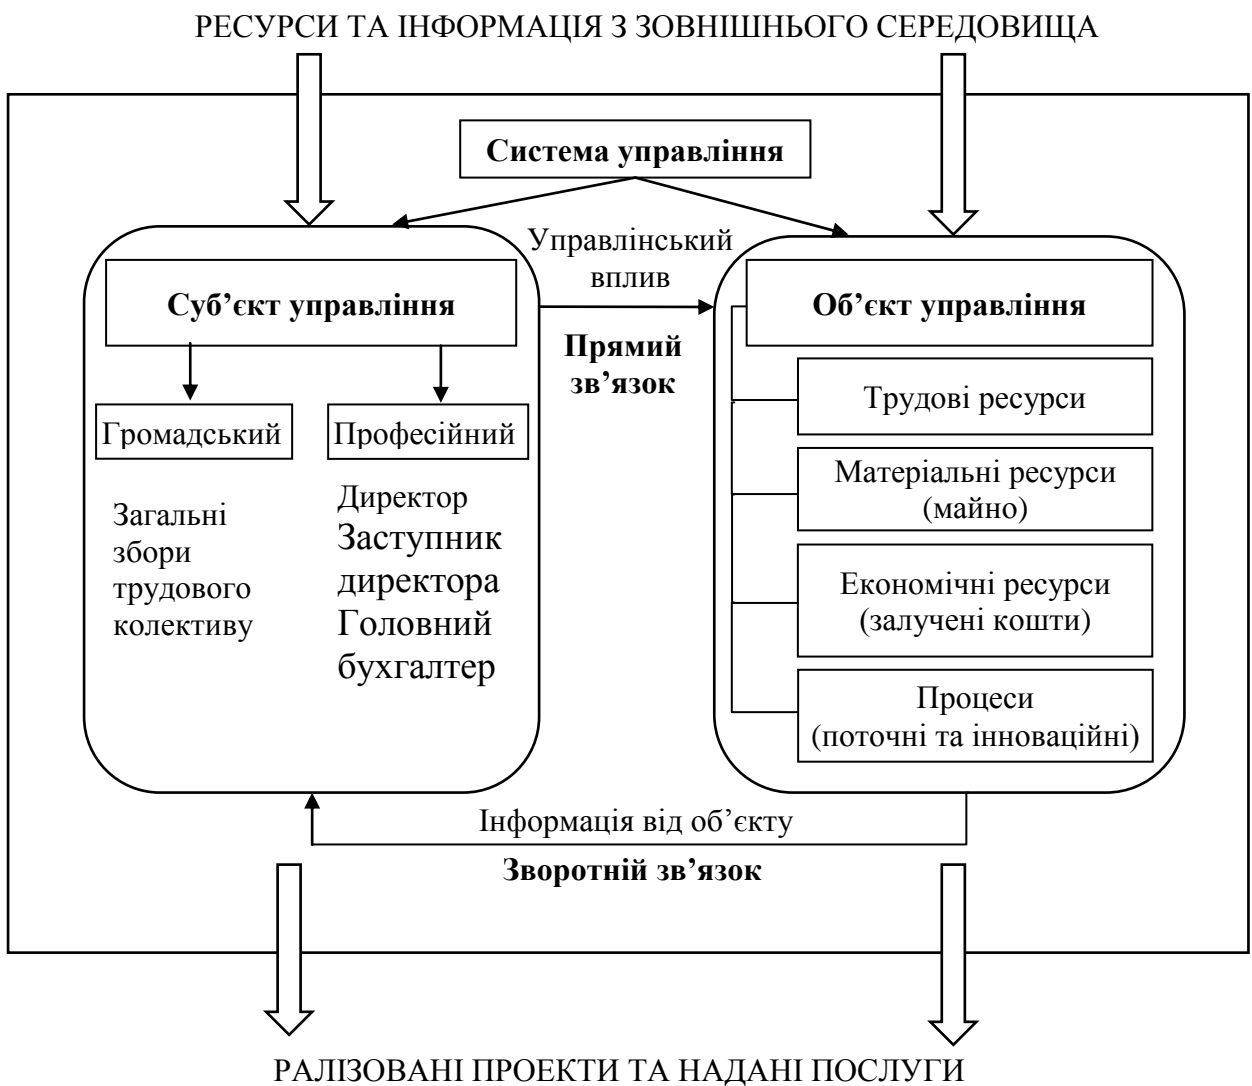 РЕСУРСИ ТА ІНФОРМАЦІЯ З ЗОВНІШНЬОГО СЕРЕДОВИЩА
Система управління
Управлінський
вплив
Прямий
зв’язок
Суб’єкт управління
Громадський
Загальні
збори
трудового
колективу
Професійний
Директор
Заступник
директора
Головний
бухгалтер
Об’єкт управління
Трудові ресурси
Матеріальні ресурси
(майно)
Економічні ресурси
(залучені кошти)
Процеси
(поточні та інноваційні)
Інформація від об’єкту
Зворотній зв’язок
РАЛІЗОВАНІ ПРОЕКТИ ТА НАДАНІ ПОСЛУГИ